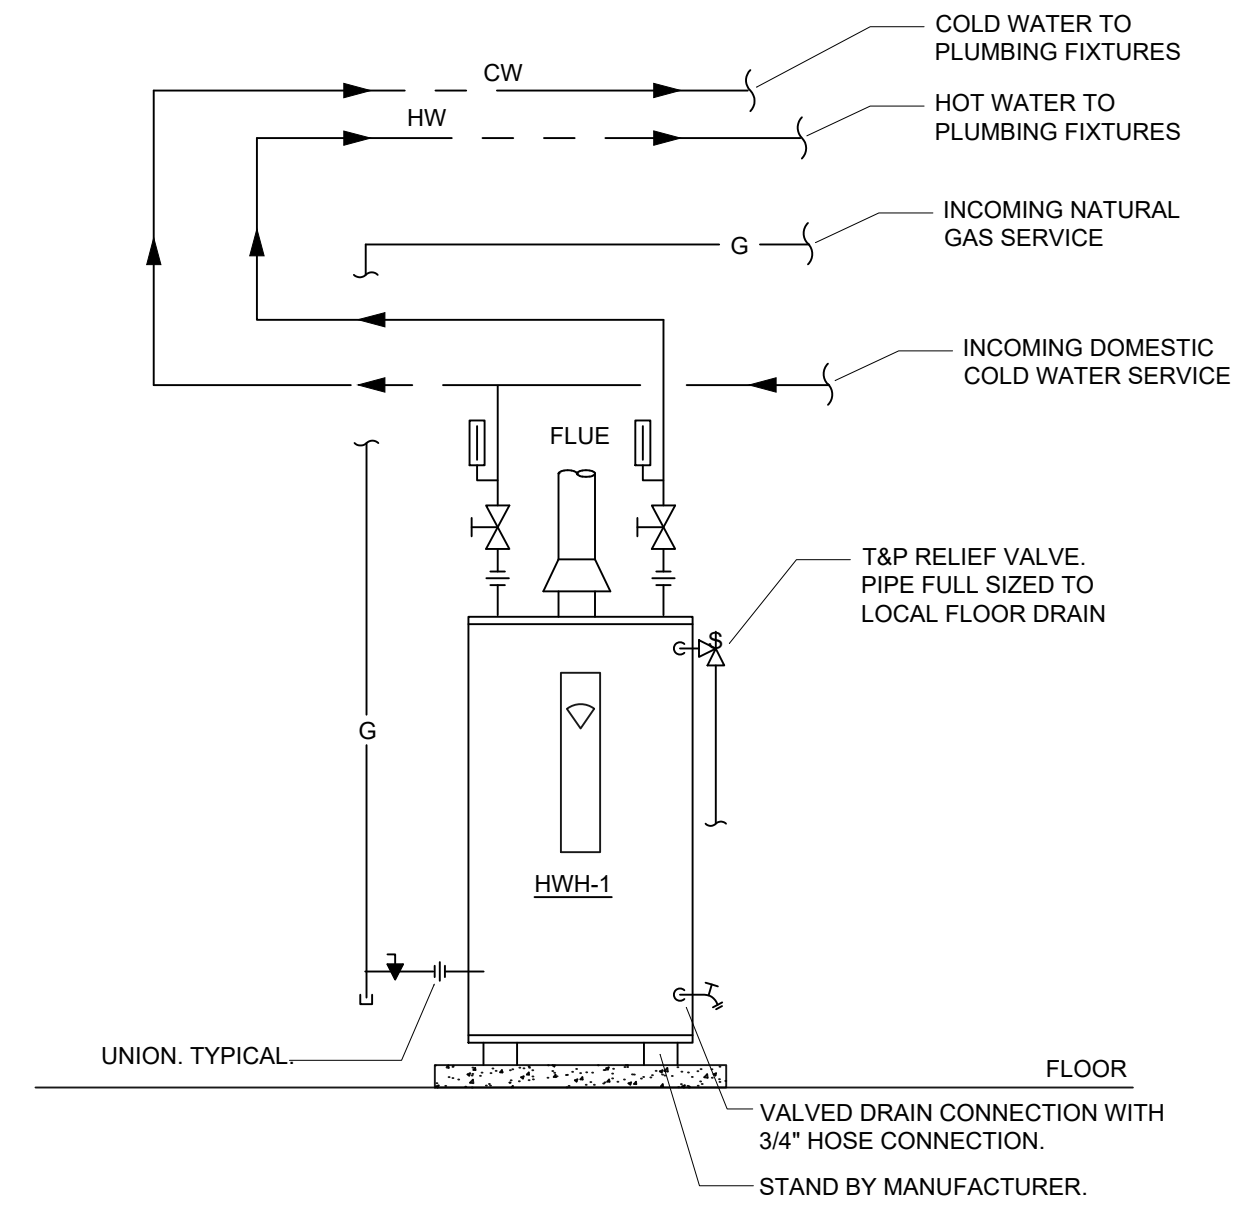 COLD WATER TO
PLUMBING FIXTURES
CW
HOT WATER TO
PLUMBING FIXTURES
HW
INCOMING NATURAL
GAS SERVICE
G
INCOMING DOMESTIC
COLD WATER SERVICE
FLUE
T&P RELIEF VALVE.
PIPE FULL SIZED TO
LOCAL FLOOR DRAIN
G
HWH-1
UNION. TYPICAL.
FLOOR
VALVED DRAIN CONNECTION WITH
3/4" HOSE CONNECTION.
STAND BY MANUFACTURER.